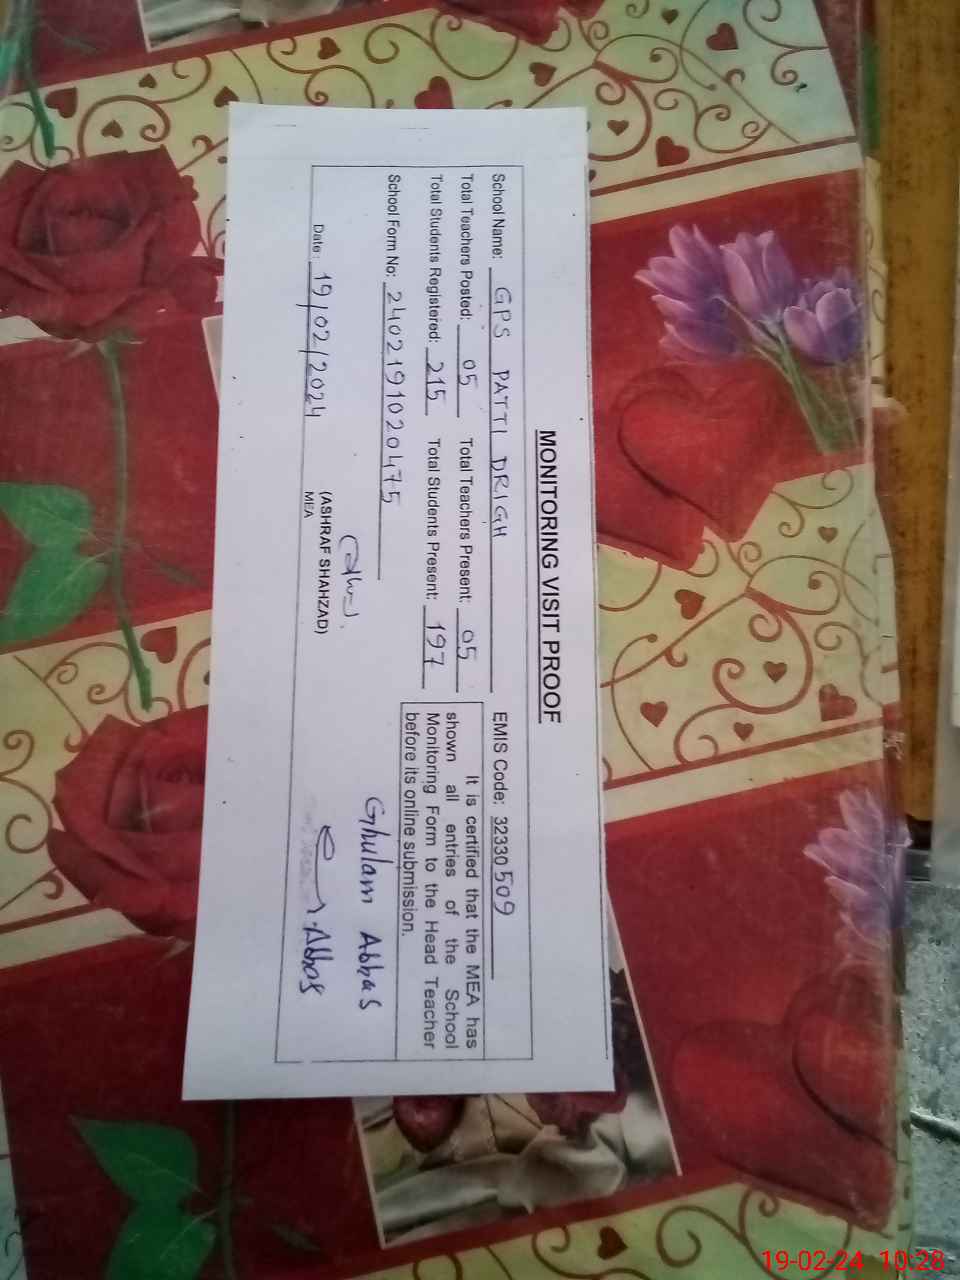 MONITORING VISIT PROOF
School Name: GPS PATTI DRIGH EMIS Code: 32330509
Total Teachers Posted: 05 Total Teachers Present: 05
Total Students Registered: 215 Total Students Present: 197
School Form No: 240219102 0475
It is certified that the MEA has
shown all entries of the School
Monitoring Form to the Head Teacher
before its online submission.
Ghulam Abbas
Date: 19/02/2024
(ASHRAF SHAHZAD)
MEA
Abbas
19-02-24 10:28